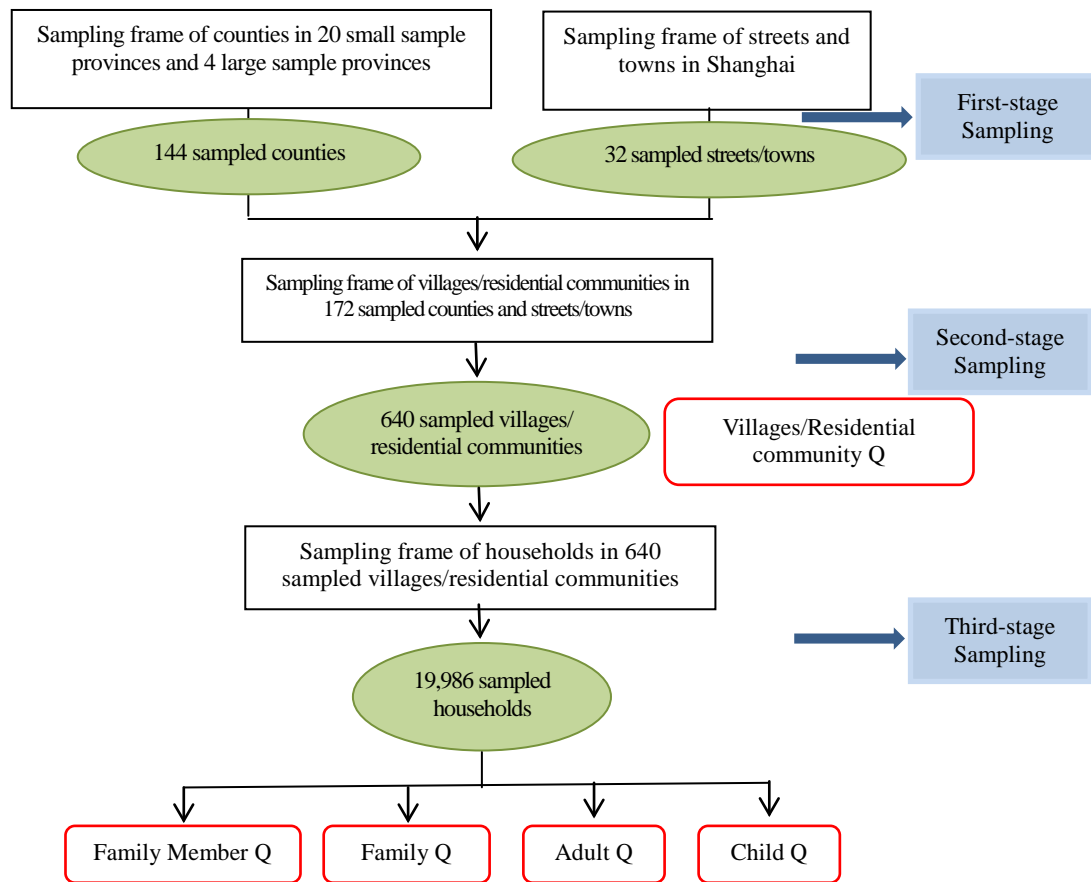 Sampling frame of counties in 20 small sample
provinces and 4 large sample provinces
Sampling frame of streets and
towns in Shanghai
First-stage
Sampling
144 sampled counties
32 sampled streets/towns
Sampling frame of villages/residential communities in
172 sampled counties and streets/towns
Second-stage
Sampling
640 sampled villages/
residential communities
Villages/Residential
community Q
Sampling frame of households in 640
sampled villages/residential communities
Third-stage
Sampling
19,986 sampled
households
Family Member Q
Family Q
Adult Q
Child Q